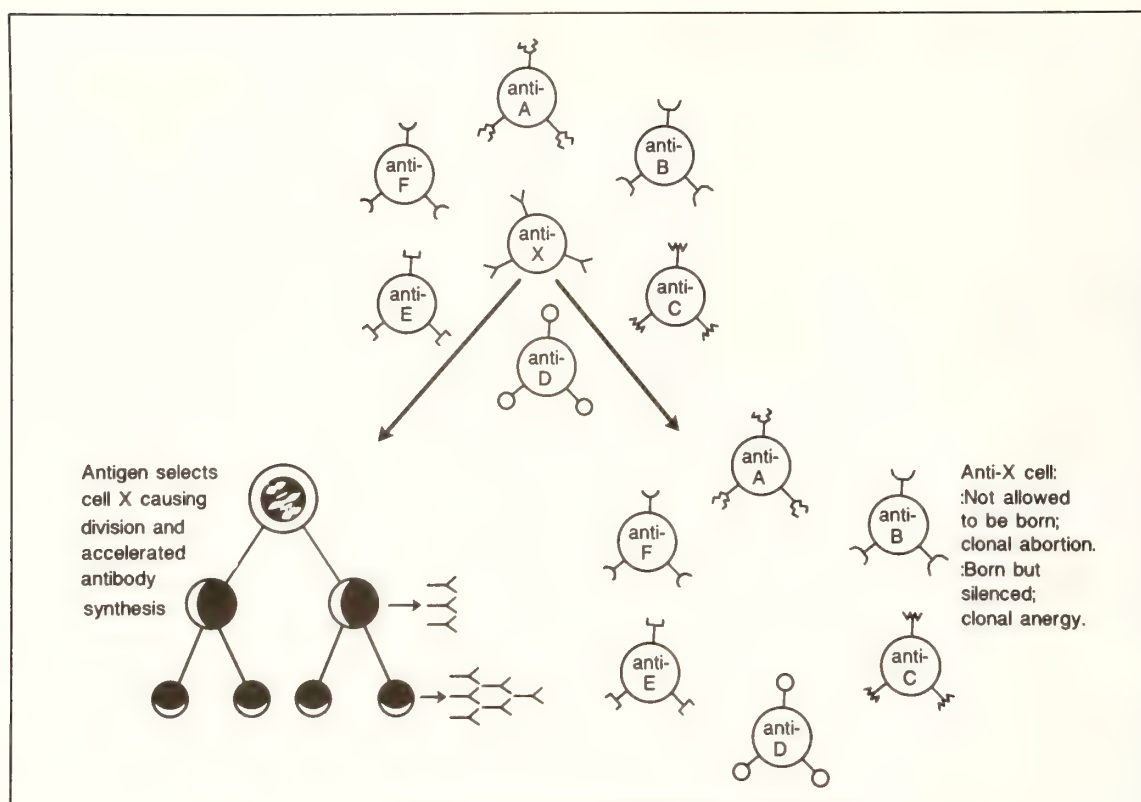 anti-
A
anti-
B
anti-
F
anti-
X
anti-
E
anti-
C
anti-
D
Antigen selects
cell X causing
division and
accelerated
antibody
synthesis
anti-
A
anti-
B
anti-
F
anti-
E
anti-
C
anti-
D
Anti-X cell:
:Not allowed
to be born;
clonal abortion.
:Born but
silenced;
clonal anergy.